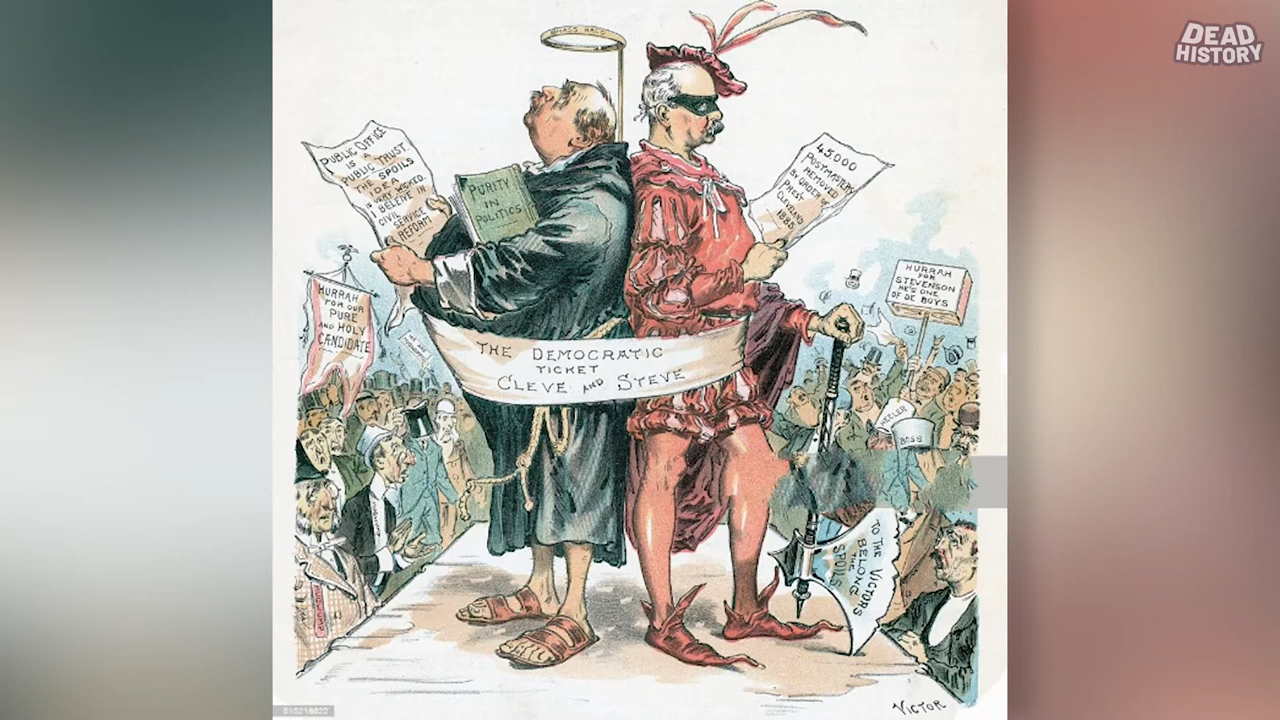 DEAD
HISTORY
PUBLIC OFFICE
IS A
PUBLIC TRUST
THE SPOILS
IDEA
IS VERY WICKED.
I BELIEVE IN
CIVIL
SERVICE
REFORM
PURITY
IN
POLITICS
45000
POSTMASTERS
REMOVED
BY ORDER OF
PREST
CLEVELAND
1885
HURRAH
FOR OUR
PURE
AND HOLY
CANDIDATE
HURRAH
FOR
STEVENSON
HE'S ONE
OF DE BOYS
THE DEMOCRATIC
TICKET
CLEVE AND STEVE
BOSS
TO THE VICTORS
BELONG
THE
SPOILS
VICTOR